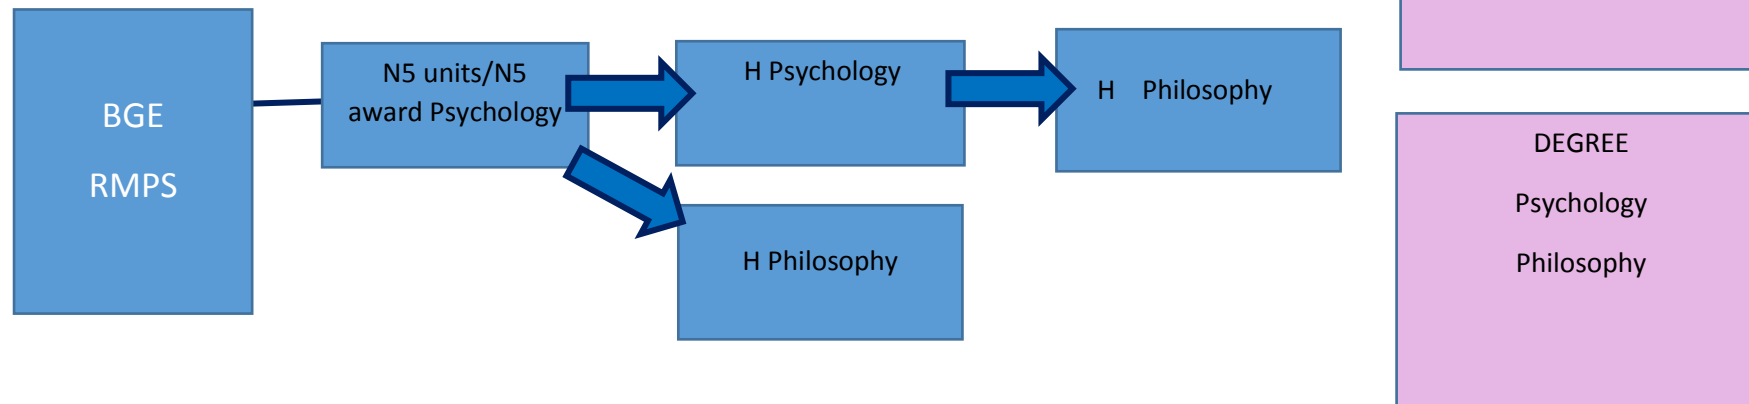 BGE
RMPS
N5 units/N5
award Psychology
H Psychology
H Philosophy
H Philosophy
DEGREE
Psychology
Philosophy